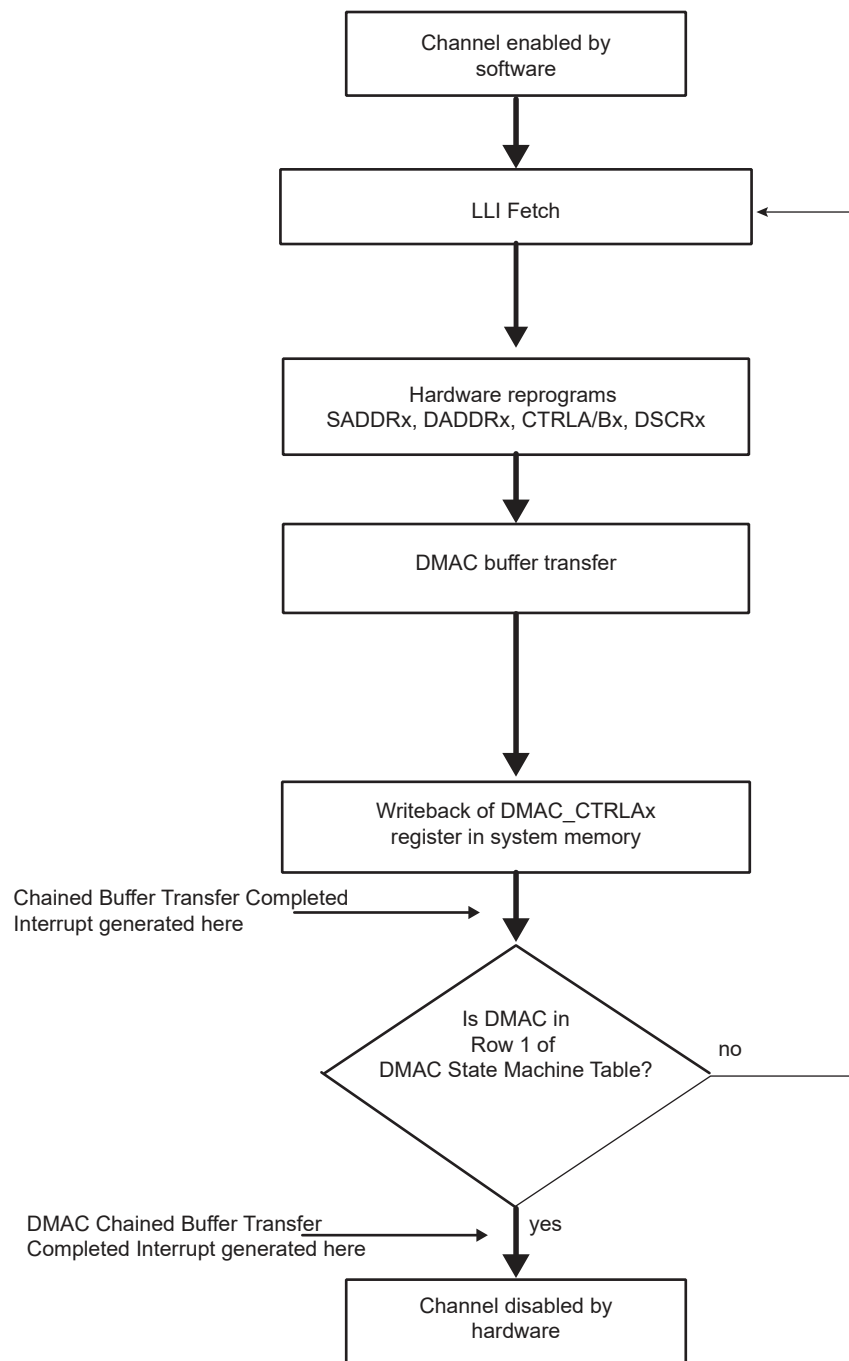 Channel enabled by
software
LLI Fetch
Hardware reprograms
SADDRx, DADDRx, CTRLA/Bx, DSCRx
DMAC buffer transfer
Writeback of DMAC_CTRLAx
register in system memory
Chained Buffer Transfer Completed
Interrupt generated here
Is DMAC in
Row 1 of
DMAC State Machine Table?
no
DMAC Chained Buffer Transfer
Completed Interrupt generated here
yes
Channel disabled by
hardware